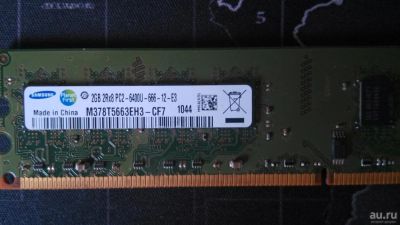 SAMSUNG
Planet First
2GB 2Rx8 PC2-6400U-666-12-E3
Made in China M378T5663EH3-CF7 1044
au.ru